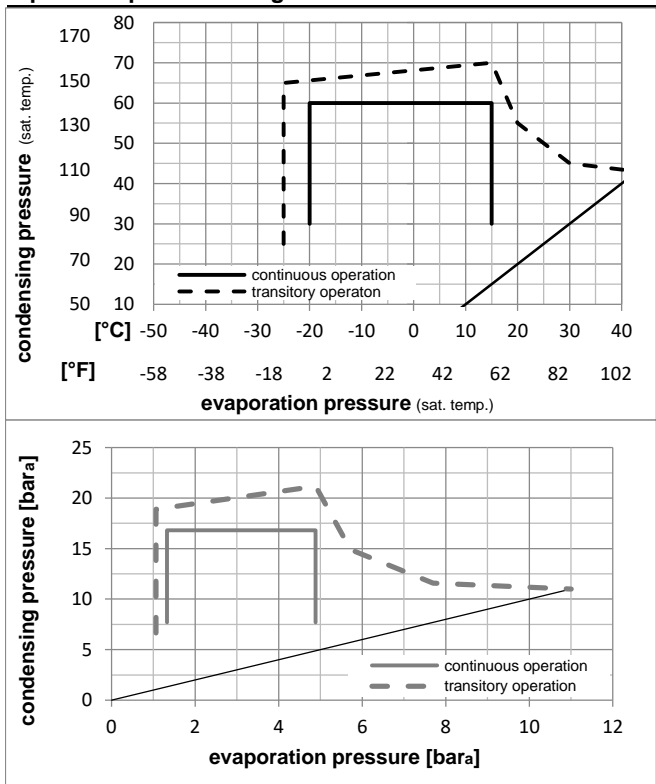 80
170
70
150
60
130
50
110
40
90
30
70
20
50
10
condensing pressure (sat. temp.)
continuous operation
transitory operaton
[°C] -50 -40 -30 -20 -10 0 10 20 30 40
[°F] -58 -38 -18 2 22 42 62 82 102
evaporation pressure (sat. temp.)
25
20
15
10
5
0
condensing pressure [bara]
continuous operation
transitory operation
0 2 4 6 8 10 12
evaporation pressure [bara]